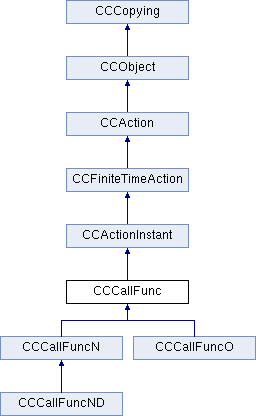 CCCopying
CCObject
CCAction
CCFiniteTimeAction
CCActionInstant
CCCallFunc
CCCallFuncN
CCCallFuncO
CCCallFuncND